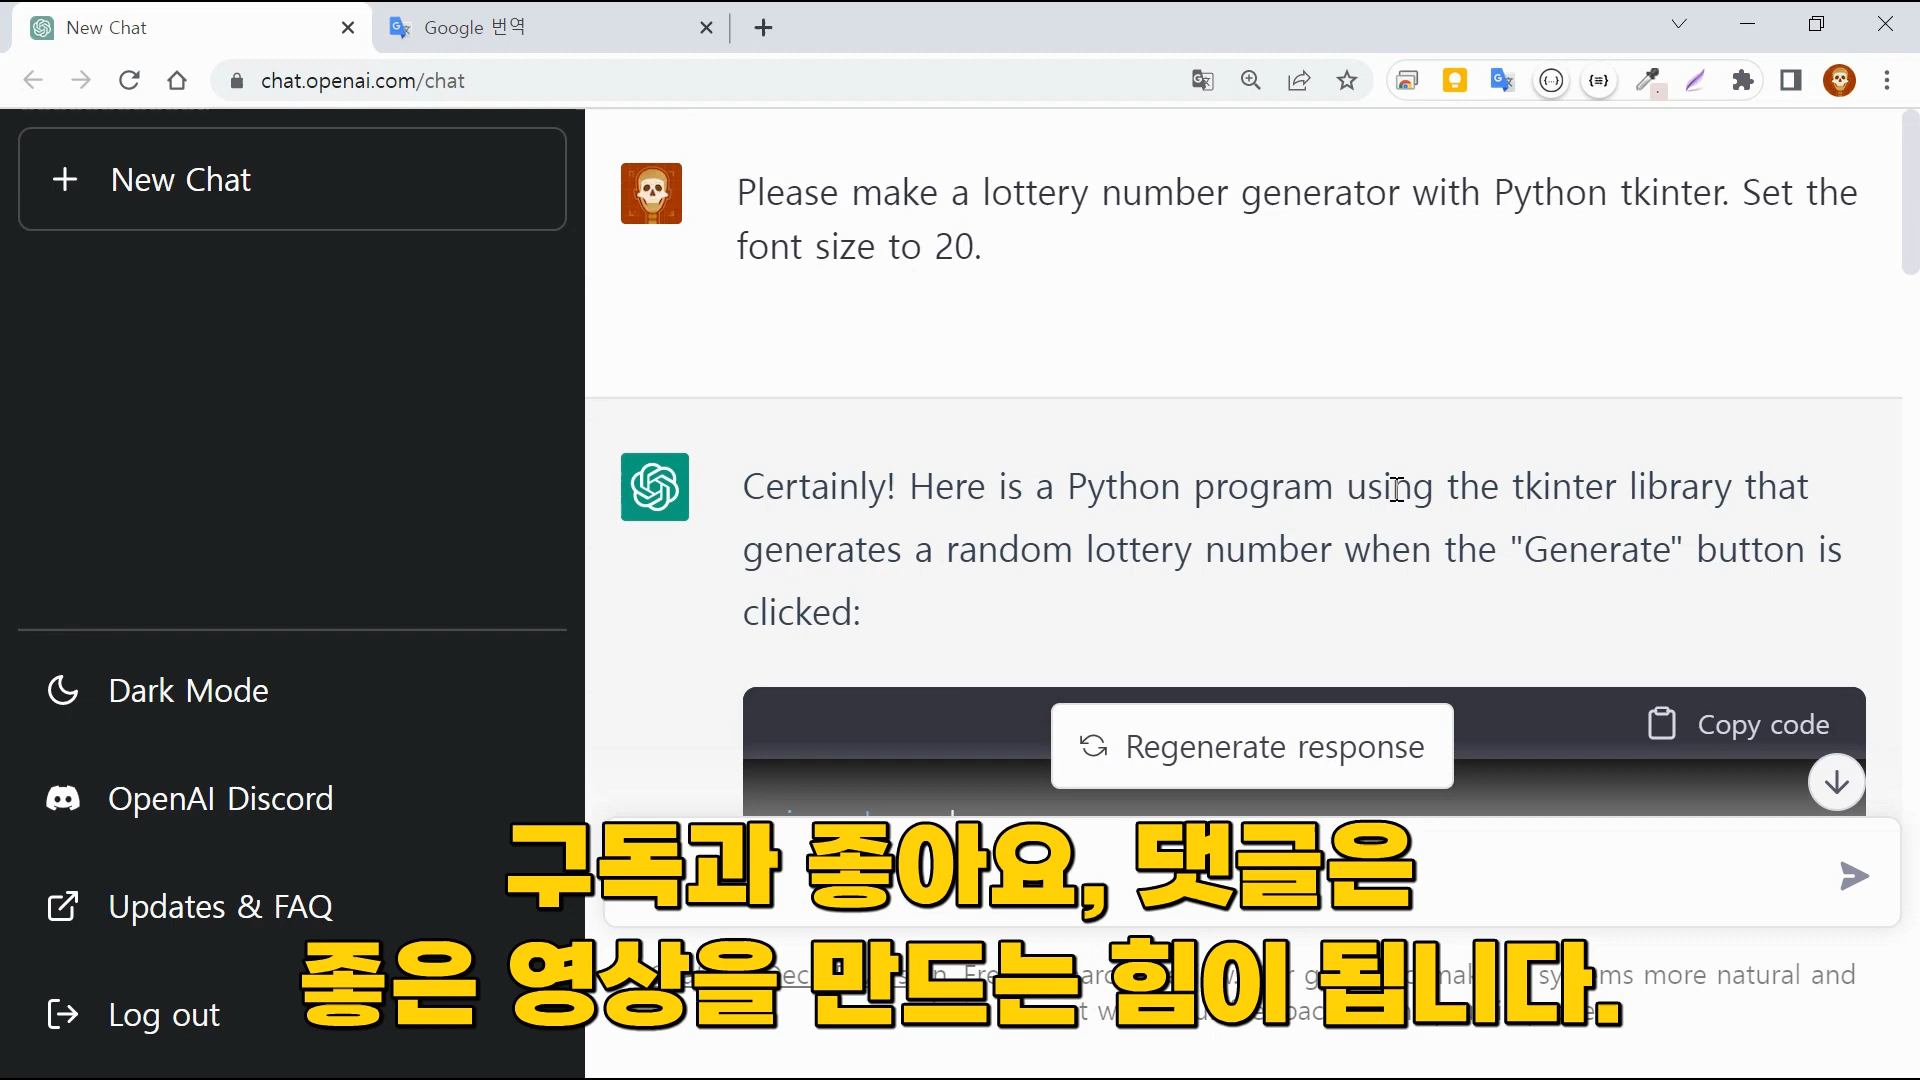 New Chat
Google 번역
chat.openai.com/chat
New Chat
Please make a lottery number generator with Python tkinter. Set the
font size to 20.
Certainly! Here is a Python program using the tkinter library that
generates a random lottery number when the "Generate" button is
clicked:
Copy code
Regenerate response
Dark Mode
OpenAI Discord
Updates & FAQ
Log out
구독과 좋아요, 댓글은
좋은 영상을 만드는 힘이 됩니다.
more natural and